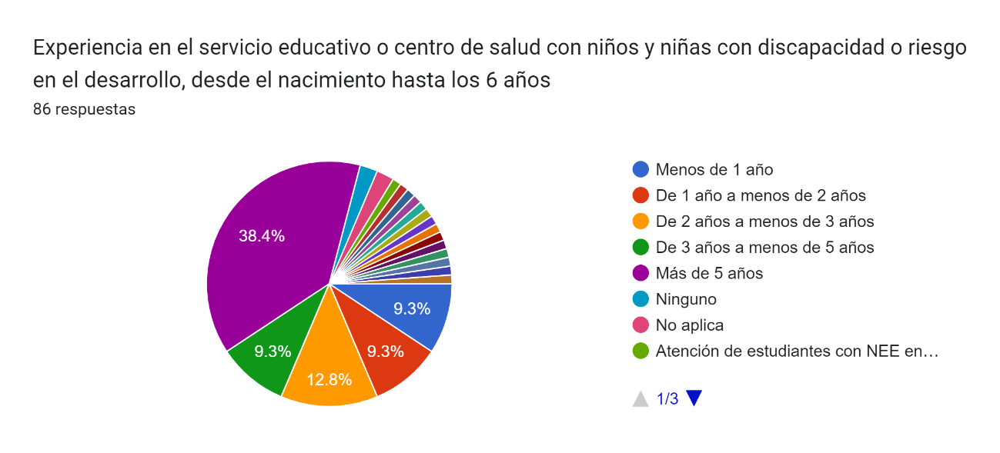 Experiencia en el servicio educativo o centro de salud con niños y niñas con discapacidad o riesgo
en el desarrollo, desde el nacimiento hasta los 6 años
86 respuestas
38.4%
9.3%
12.8%
9.3%
9.3%
Menos de 1 año
De 1 año a menos de 2 años
De 2 años a menos de 3 años
De 3 años a menos de 5 años
Más de 5 años
Ninguno
No aplica
Atención de estudiantes con NEE en…
1/3